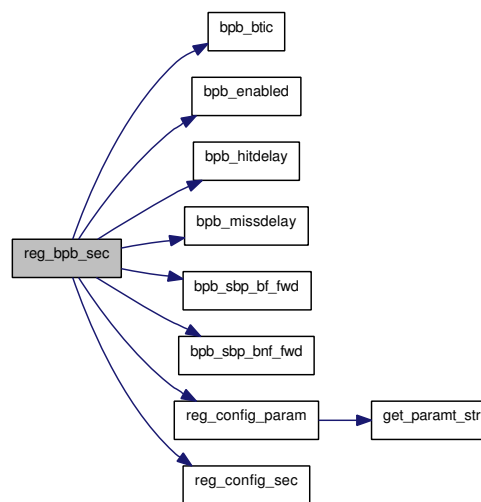 bpb_btic
bpb_enabled
bpb_hitdelay
bpb_missdelay
reg_bpb_sec
bpb_sbp_bf_fwd
bpb_sbp_bnf_fwd
reg_config_param
get_paramt_str
reg_config_sec